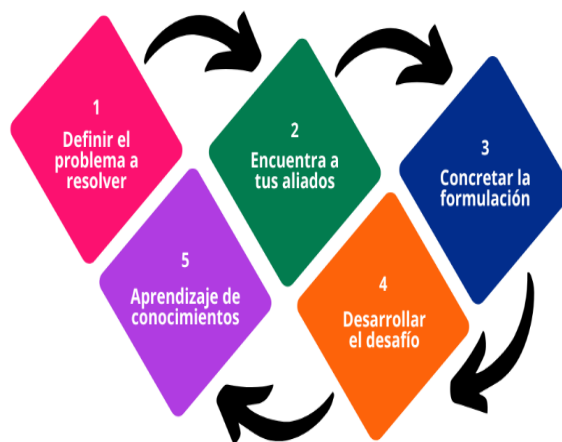 1
Definir el
problema a
resolver
2
Encuentra a
tus aliados
3
Concretar la
formulación
4
Desarrollar
el desafío
5
Aprendizaje de
conocimientos